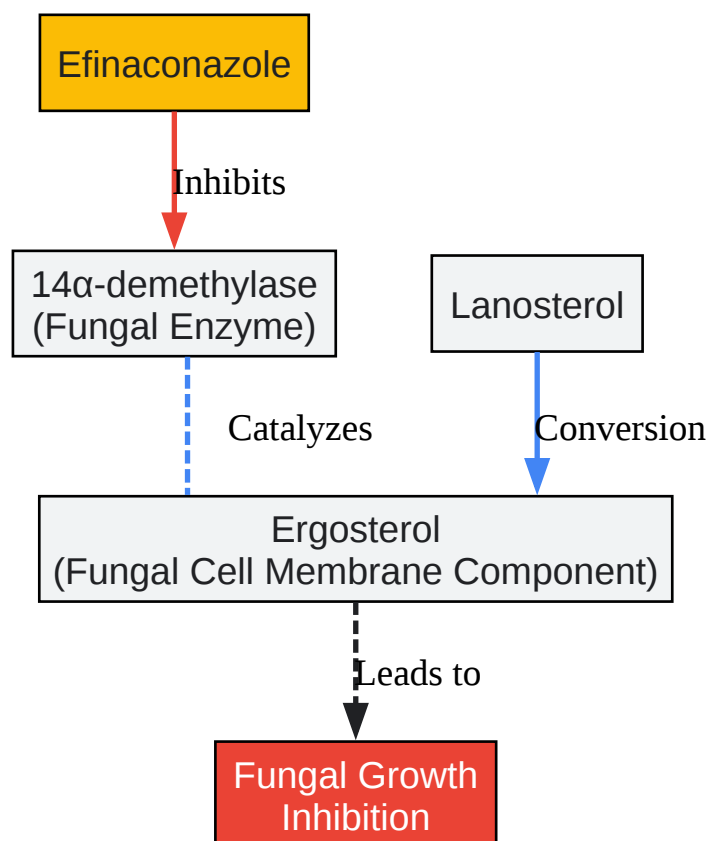 Efinaconazole
Inhibits
14α-demethylase
(Fungal Enzyme)
Lanosterol
Catalyzes
Conversion
Ergosterol
(Fungal Cell Membrane Component)
Leads to
Fungal Growth
Inhibition